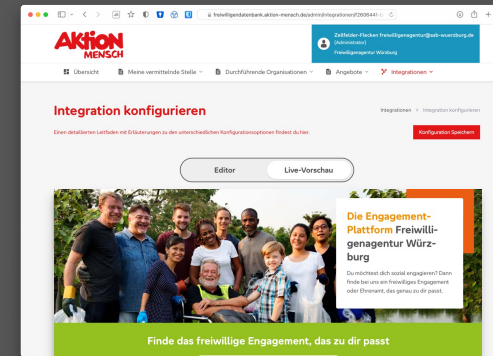 freiwilligendatenbank.aktion-mensch.de/admin/integrationen/f2606441-b
AKTION
MENSCH
Zeilfelder-Flecken freiwilligenagentur@sob-wuerzburg.de
(Administrator)
Freiwilligenagentur Würzburg
Übersicht Meine vermittelnde Stelle Durchführende Organisationen Angebote Integrationen
Integration konfigurieren
Integrationen > Integration konfigurieren
Einen detaillierten Leitfaden mit Erläuterungen zu den unterschiedlichen Konfigurationsoptionen findest du hier.
Konfiguration Speichern
Editor Live-Vorschau
Die Engagement-
Plattform Freiwilli-
genagentur Würz-
burg
Du möchtest dich sozial engagieren? Dann
finde bei uns ein freiwilliges Engagement
oder Ehrenamt, das genau zu dir passt.
Finde das freiwillige Engagement, das zu dir passt